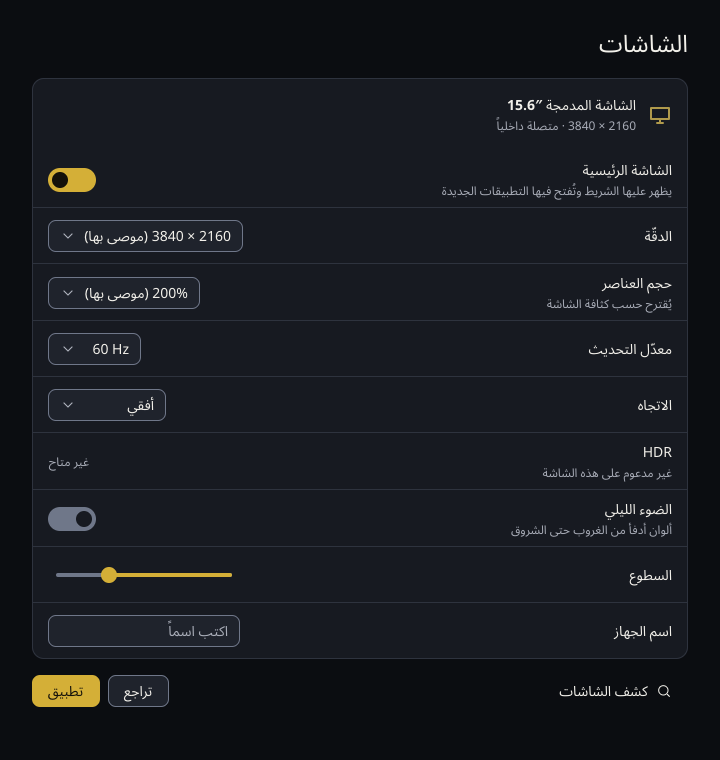 الشاشات
الشاشة المدمجة 15.6″
3840 × 2160 · متصلة داخلياً
الشاشة الرئيسية
يظهر عليها الشريط وتُفتح فيها التطبيقات الجديدة
الدقّة
3840 × 2160 (موصى بها)
حجم العناصر
يُقترح حسب كثافة الشاشة
200% (موصى بها)
معدّل التحديث
60 Hz
الاتجاه
أفقي
HDR
غير مدعوم على هذه الشاشة
غير متاح
الضوء الليلي
ألوان أدفأ من الغروب حتى الشروق
السطوع
اسم الجهاز
اكتب اسماً
كشف الشاشات
تراجع
تطبيق